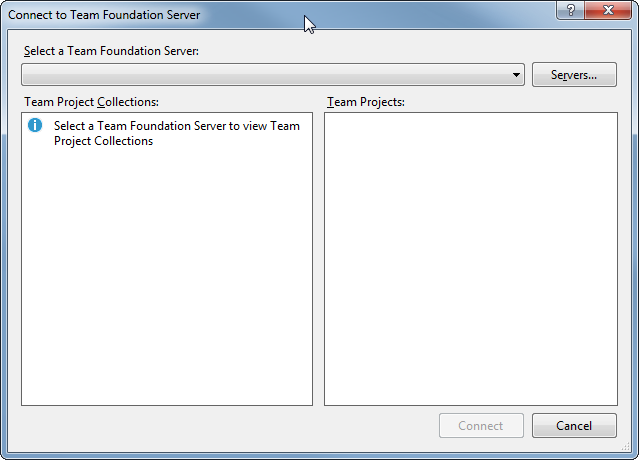 Connect to Team Foundation Server
?
Select a Team Foundation Server:
Servers...
Team Project Collections:
Team Projects:
Select a Team Foundation Server to view Team
Project Collections
Connect
Cancel